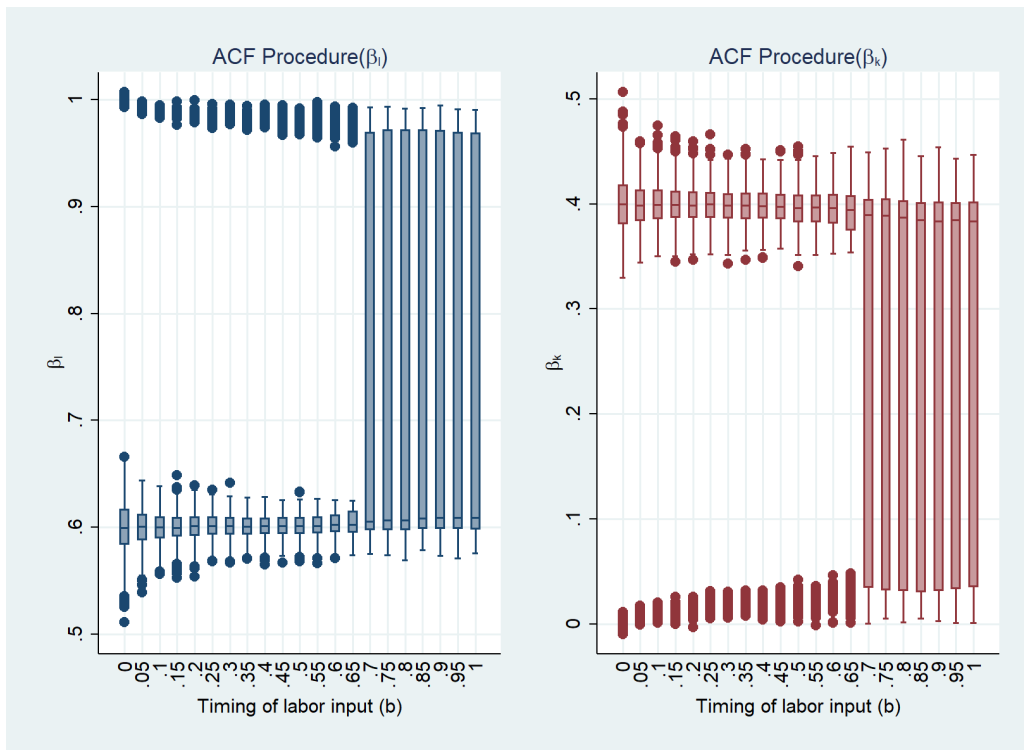 ACF Procedure(βl)
1
.9
.8
.7
.6
.5
βl
0 .05 .1 .15 .2 .25 .3 .35 .4 .45 .5 .55 .6 .65 .7 .75 .8 .85 .9 .95 1
Timing of labor input (b)
ACF Procedure(βk)
.5
.4
.3
.2
.1
0
βk
0 .05 .1 .15 .2 .25 .3 .35 .4 .45 .5 .55 .6 .65 .7 .75 .8 .85 .9 .95 1
Timing of labor input (b)